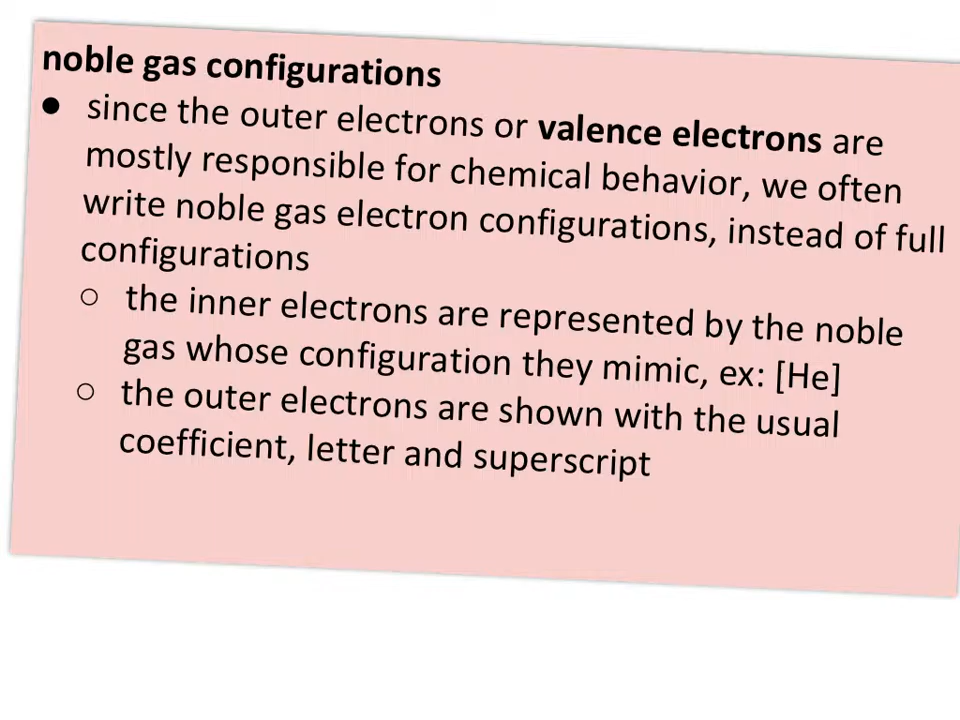 noble gas configurations
● since the outer electrons or valence electrons are
mostly responsible for chemical behavior, we often
write noble gas electron configurations, instead of full
configurations
○ the inner electrons are represented by the noble
gas whose configuration they mimic, ex: [He]
○ the outer electrons are shown with the usual
coefficient, letter and superscript